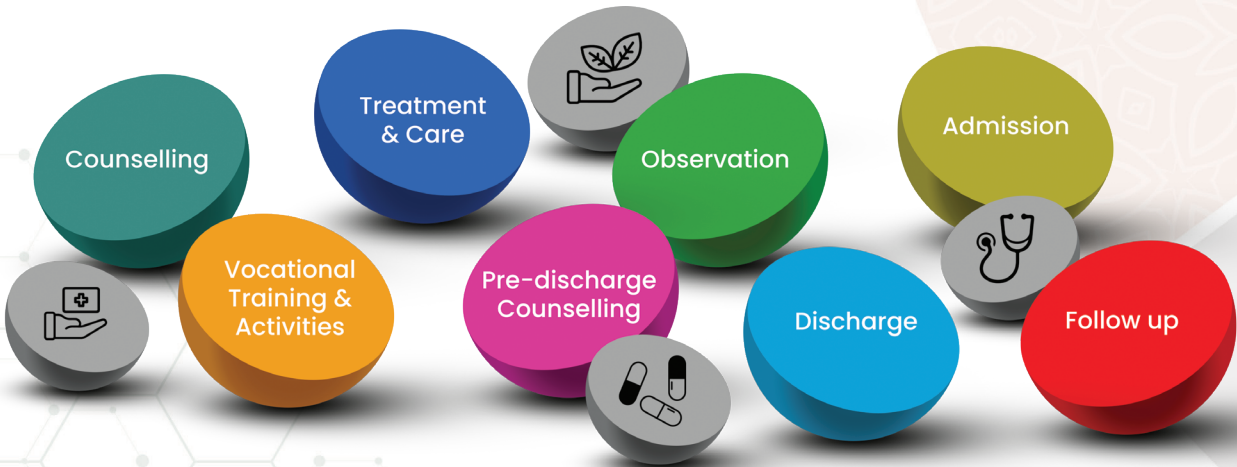 Counselling
Treatment
& Care
Observation
Admission
Vocational
Training &
Activities
Pre-discharge
Counselling
Discharge
Follow up